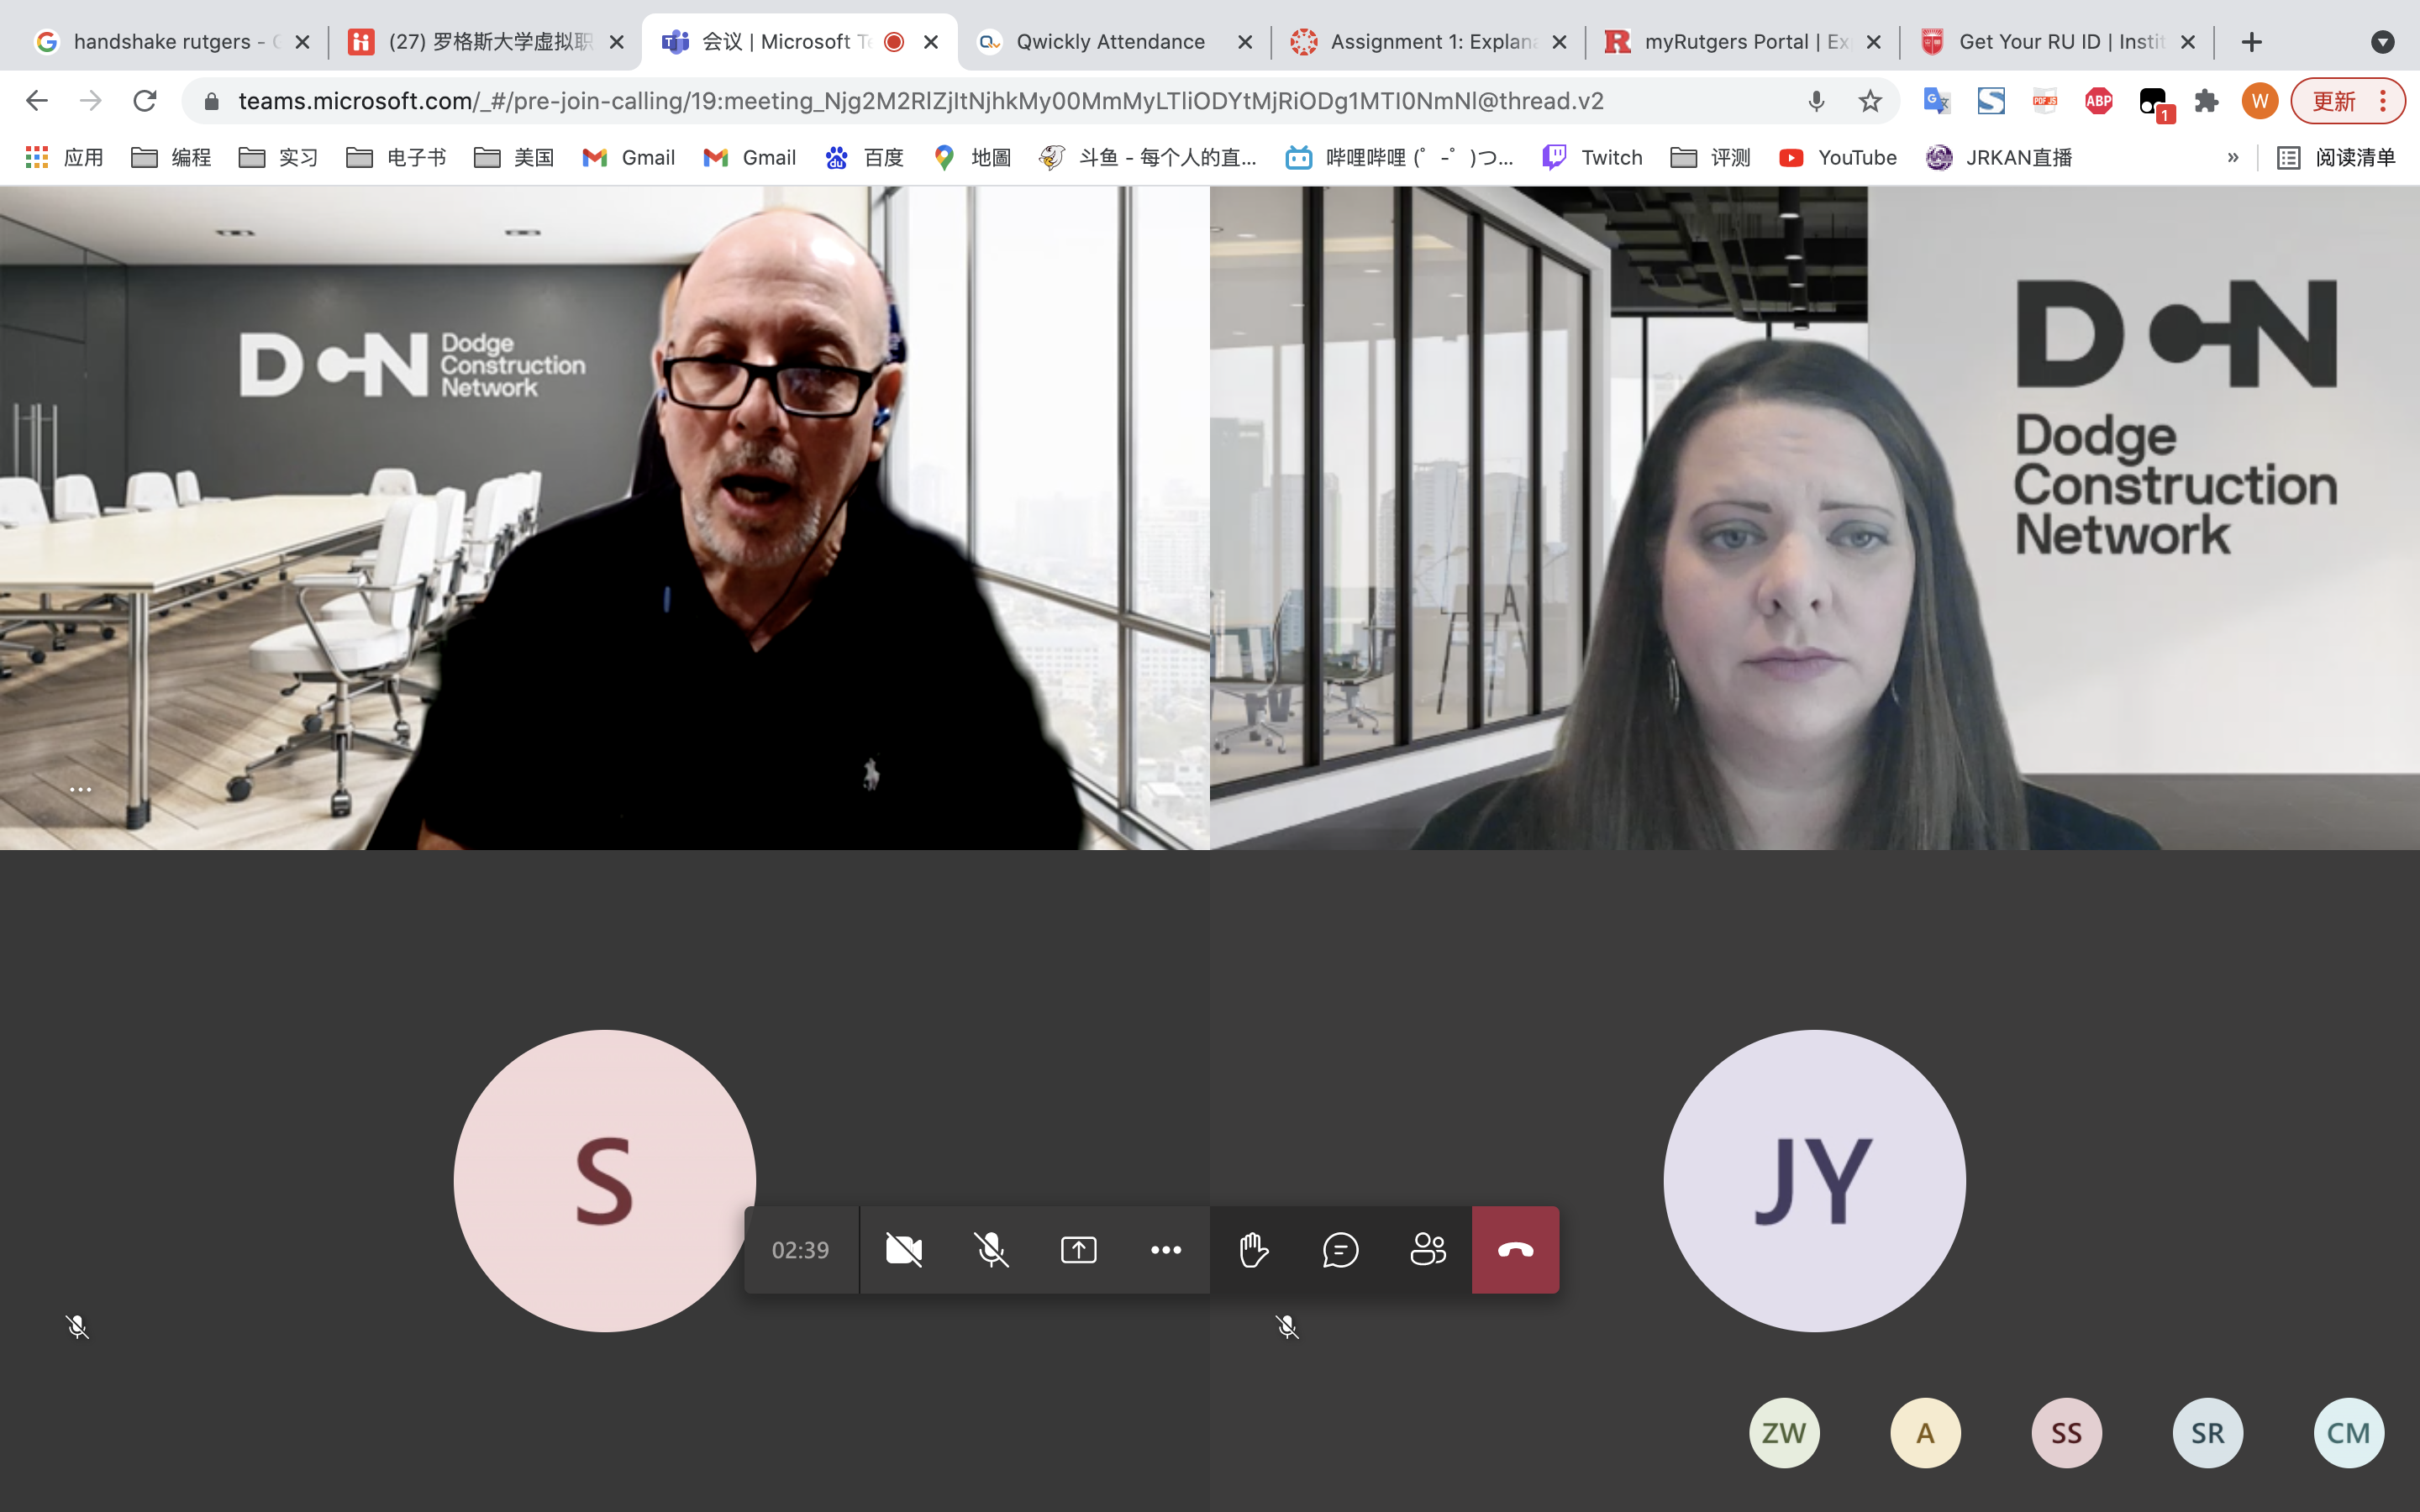 handshake rutgers -
(27) 罗格斯大学虚拟职
会议 | Microsoft Te
Qwickly Attendance
Assignment 1: Explana
myRutgers Portal | Ex
Get Your RU ID | Instit
teams.microsoft.com/_#/pre-join-calling/19:meeting_Njg2M2RlZjItNjhkMy00MmMyLTliODYtMjRiODg1MTI0NmNl@thread.v2
ABP
1
W
更新
应用
编程
实习
电子书
美国
Gmail
Gmail
百度
地圖
斗鱼 - 每个人的直...
哔哩哔哩 (゜-゜)つ...
Twitch
评测
YouTube
JRKAN直播
»
阅读清单
DCN
Dodge
Construction
Network
DCN
Dodge
Construction
Network
S
JY
02:39
ZW
A
SS
SR
CM